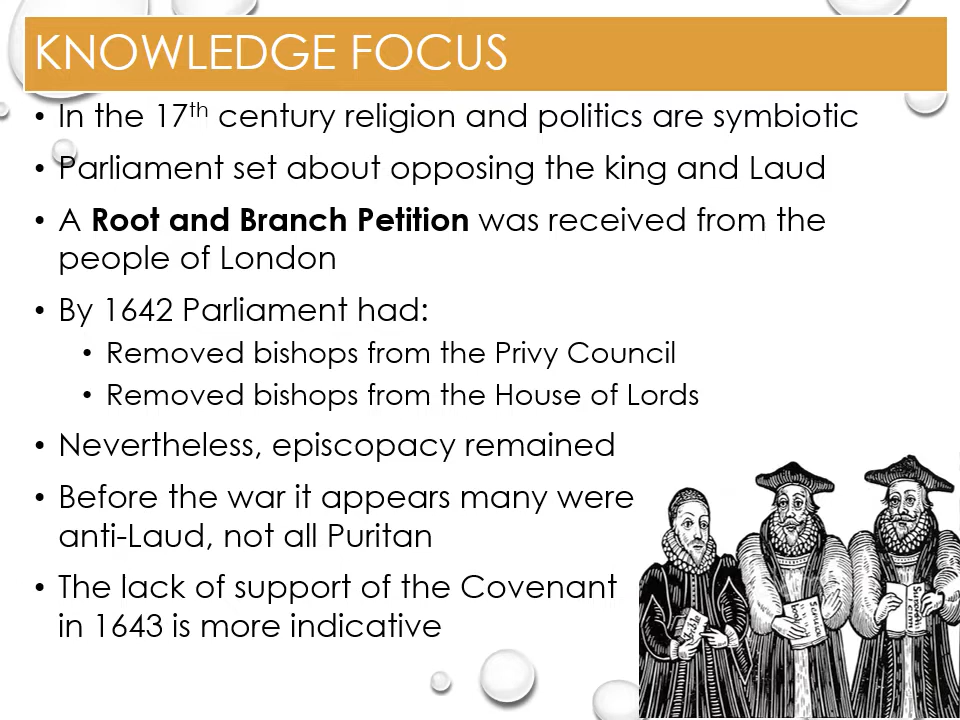 KNOWLEDGE FOCUS
• In the 17th century religion and politics are symbiotic
• Parliament set about opposing the king and Laud
• A Root and Branch Petition was received from the
people of London
• By 1642 Parliament had:
• Removed bishops from the Privy Council
• Removed bishops from the House of Lords
• Nevertheless, episcopacy remained
• Before the war it appears many were
anti-Laud, not all Puritan
• The lack of support of the Covenant
in 1643 is more indicative